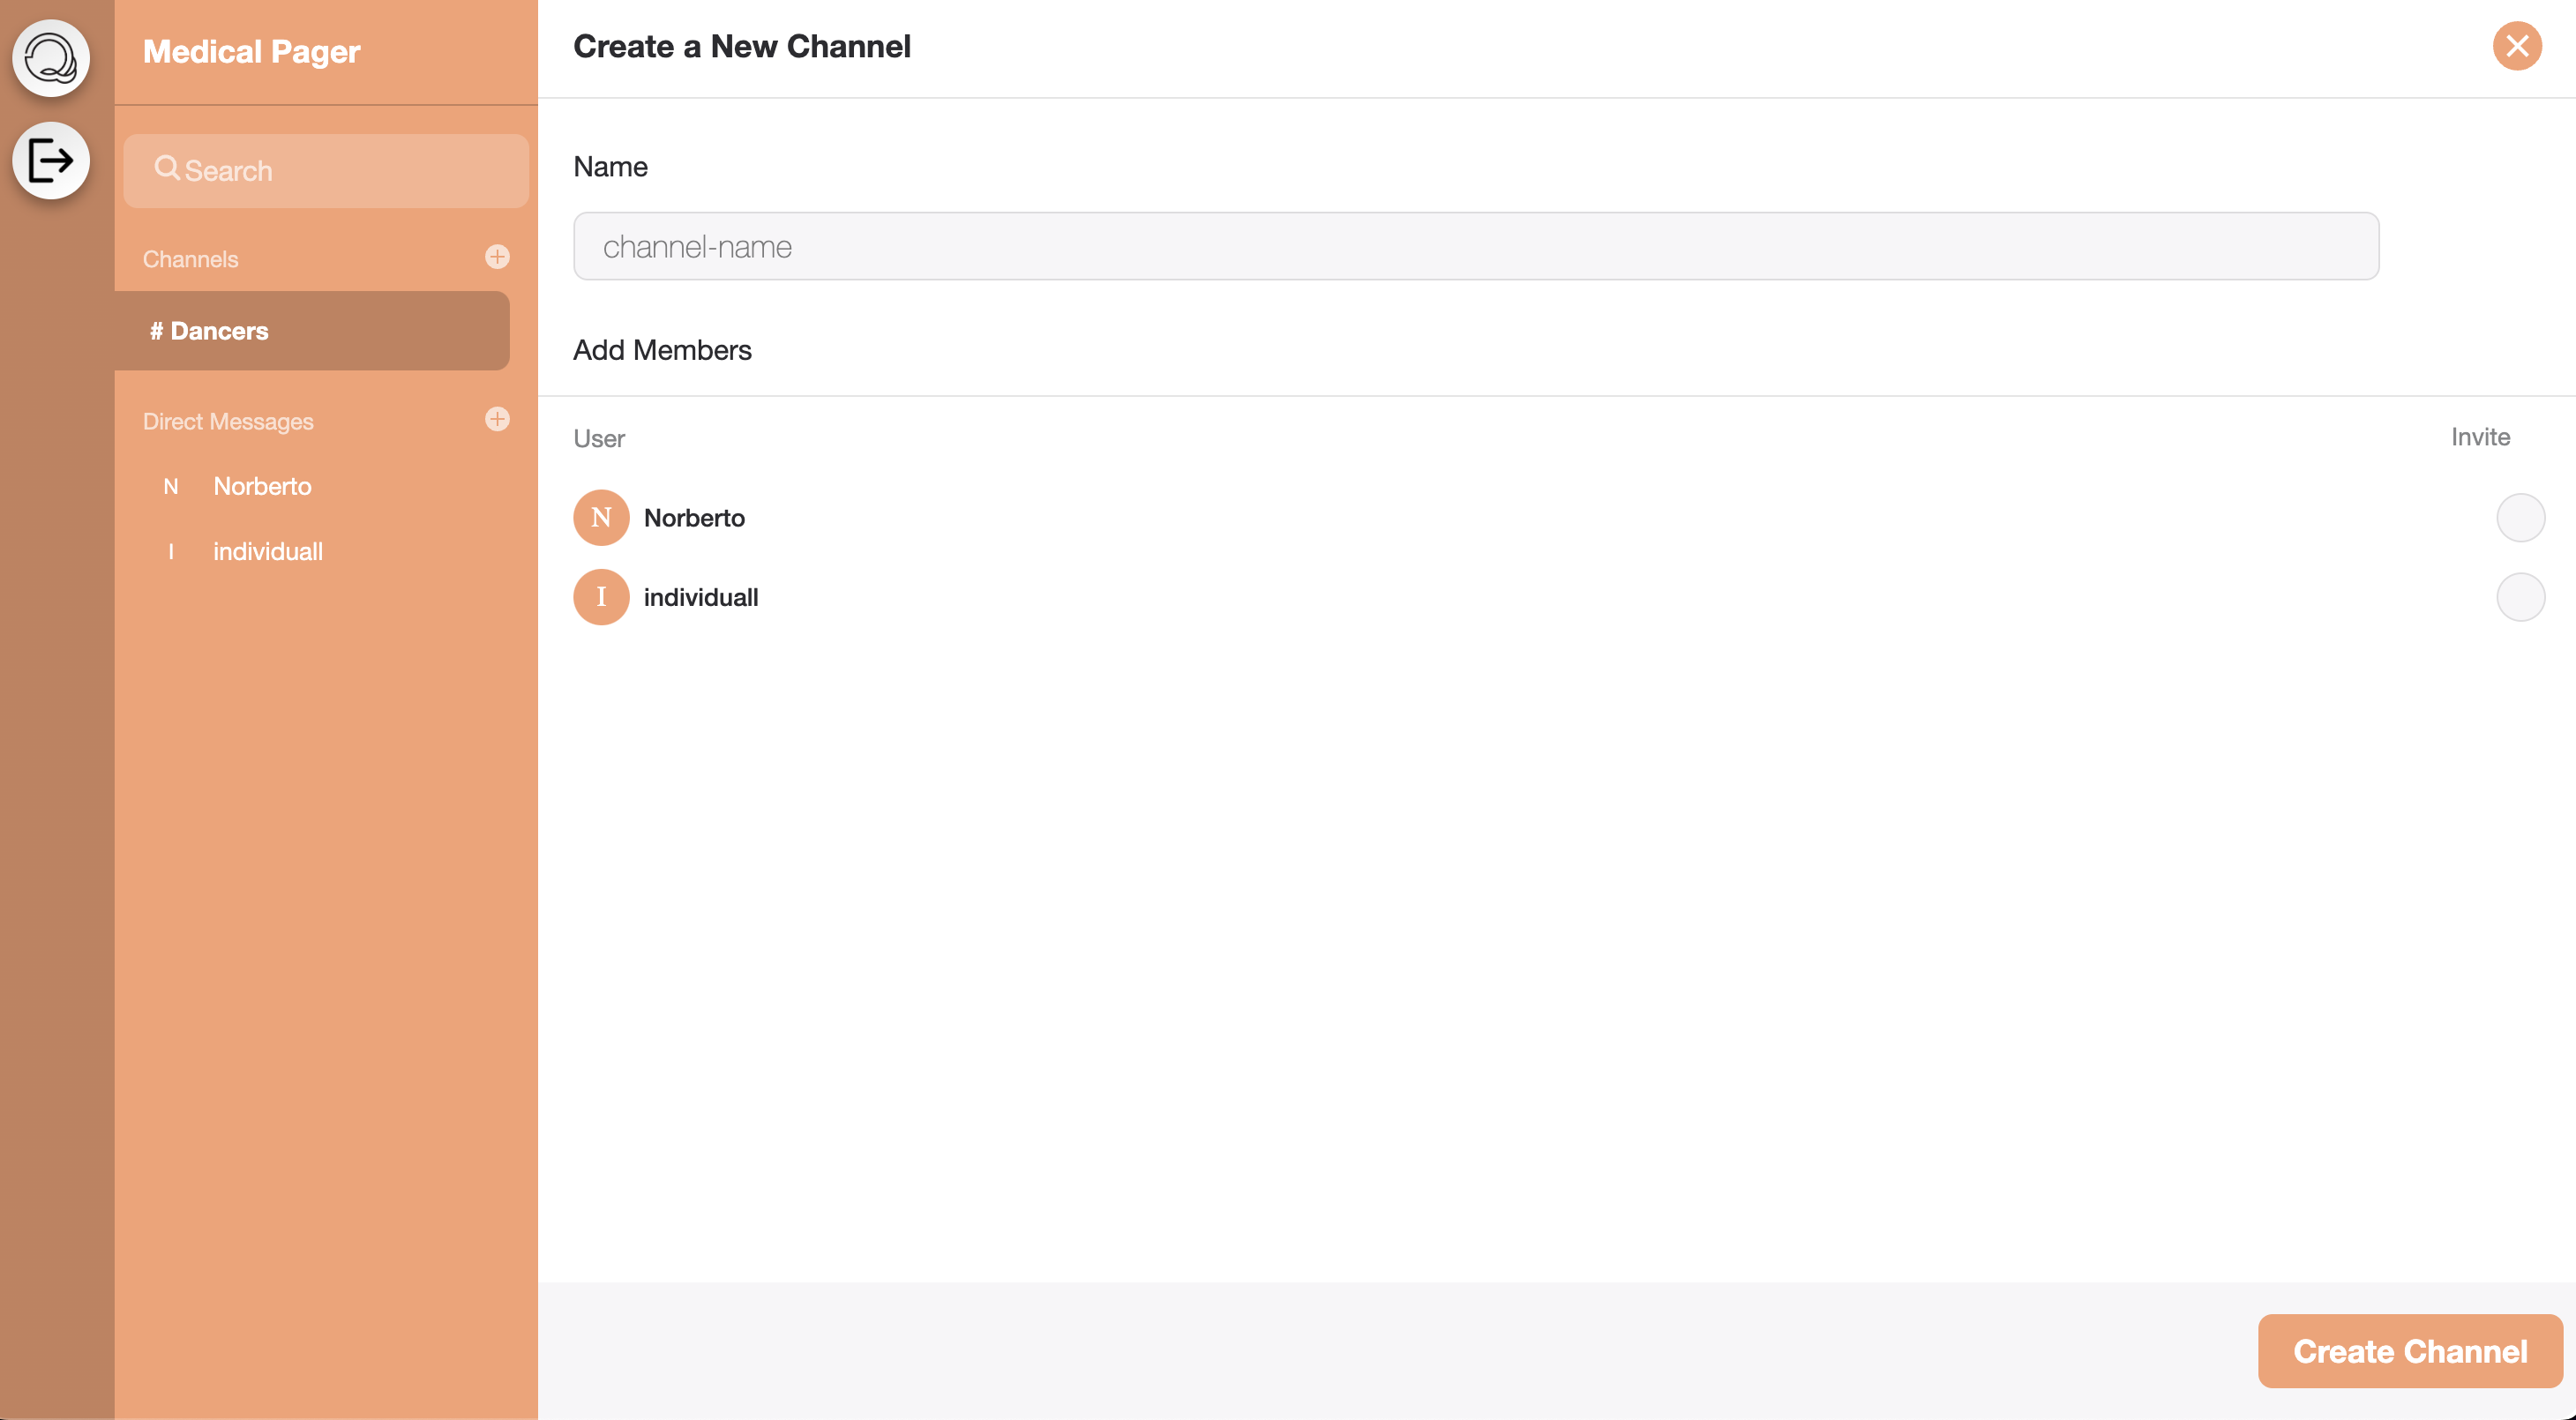 Medical Pager
Search
Channels
# Dancers
Direct Messages
N Norberto
I individuall
Create a New Channel
Name
channel-name
Add Members
User Invite
N Norberto
I individuall
Create Channel